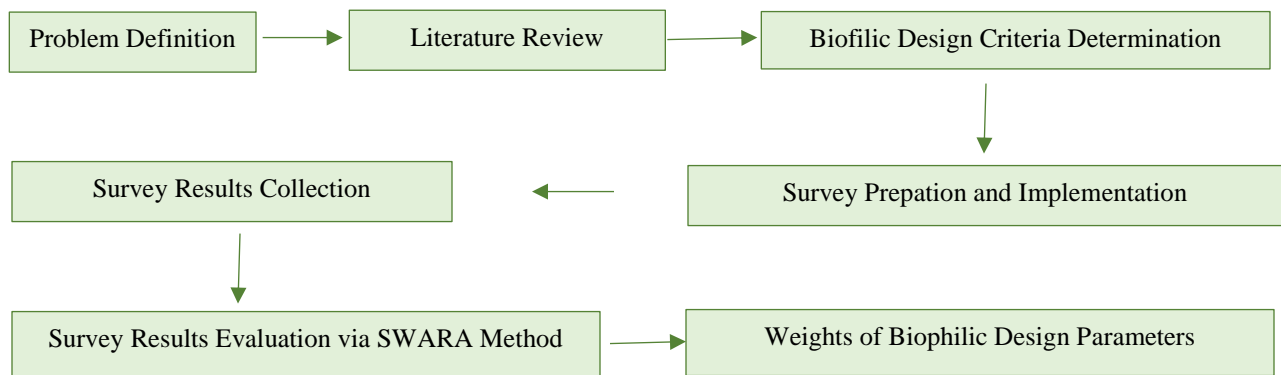 Problem Definition
Literature Review
Biofilic Design Criteria Determination
Survey Prepation and Implementation
Survey Results Collection
Survey Results Evaluation via SWARA Method
Weights of Biophilic Design Parameters